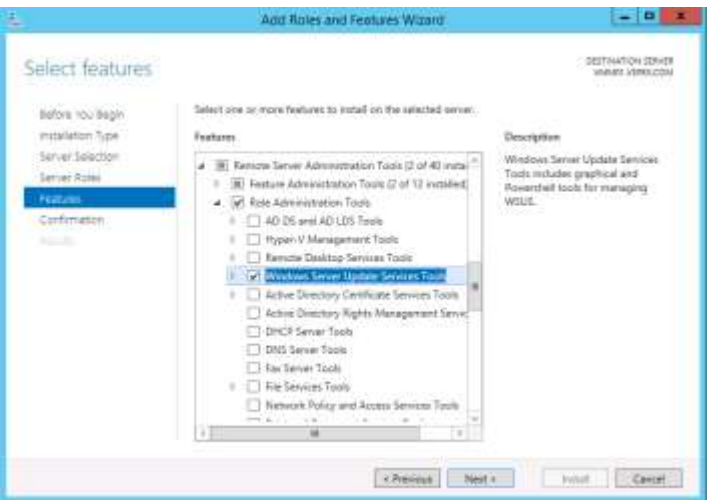 Add Roles and Features Wizard
Select features
DESTINATION SERVER
Before You Begin
Installation Type
Server Selection
Server Roles
Features
Confirmation
Results
Select one or more features to install on the selected server.
Features
Remote Server Administration Tools (2 of 40 insta
Feature Administration Tools (2 of 12 installed)
Role Administration Tools
AD DS and AD LDS Tools
Hyper-V Management Tools
Remote Desktop Services Tools
Windows Server Update Services Tools
Active Directory Certificate Services Tools
Active Directory Rights Management Servic
DHCP Server Tools
DNS Server Tools
Fax Server Tools
File Services Tools
Network Policy and Access Services Tools
Description
Windows Server Update Services
Tools includes graphical and
Powershell tools for managing
WSUS.
< Previous
Next >
Install
Cancel